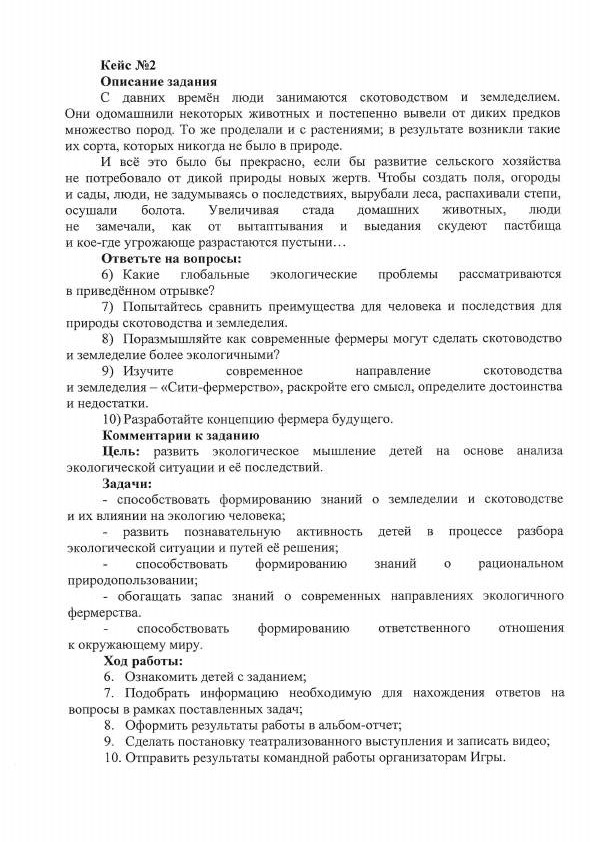 Кейс №2
Описание задания
С давних времён люди занимаются скотоводством и земледелием.
Они одомашнили некоторых животных и постепенно вывели от диких предков
множество пород. То же проделали и с растениями; в результате возникли такие
их сорта, которых никогда не было в природе.
И всё это было бы прекрасно, если бы развитие сельского хозяйства
не потребовало от дикой природы новых жертв. Чтобы создать поля, огороды
и сады, люди, не задумываясь о последствиях, вырубали леса, распахивали степи,
осушали болота. Увеличивая стада домашних животных, люди
не замечали, как от вытаптывания и выедания скудеют пастбища
и кое-где угрожающе разрастаются пустыни…
Ответьте на вопросы:
6) Какие глобальные экологические проблемы рассматриваются
в приведённом отрывке?
7) Попытайтесь сравнить преимущества для человека и последствия для
природы скотоводства и земледелия.
8) Поразмышляйте как современные фермеры могут сделать скотоводство
и земледелие более экологичными?
9) Изучите современное направление скотоводства
и земледелия – «Сити-фермерство», раскройте его смысл, определите достоинства
и недостатки.
10) Разработайте концепцию фермера будущего.
Комментарии к заданию
Цель: развить экологическое мышление детей на основе анализа
экологической ситуации и её последствий.
Задачи:
- способствовать формированию знаний о земледелии и скотоводстве
и их влиянии на экологию человека;
- развить познавательную активность детей в процессе разбора
экологической ситуации и путей её решения;
- способствовать формированию знаний о рациональном
природопользовании;
- обогащать запас знаний о современных направлениях экологичного
фермерства.
- способствовать формированию ответственного отношения
к окружающему миру.
Ход работы:
6. Ознакомить детей с заданием;
7. Подобрать информацию необходимую для нахождения ответов на
вопросы в рамках поставленных задач;
8. Оформить результаты работы в альбом-отчет;
9. Сделать постановку театрализованного выступления и записать видео;
10. Отправить результаты командной работы организаторам Игры.